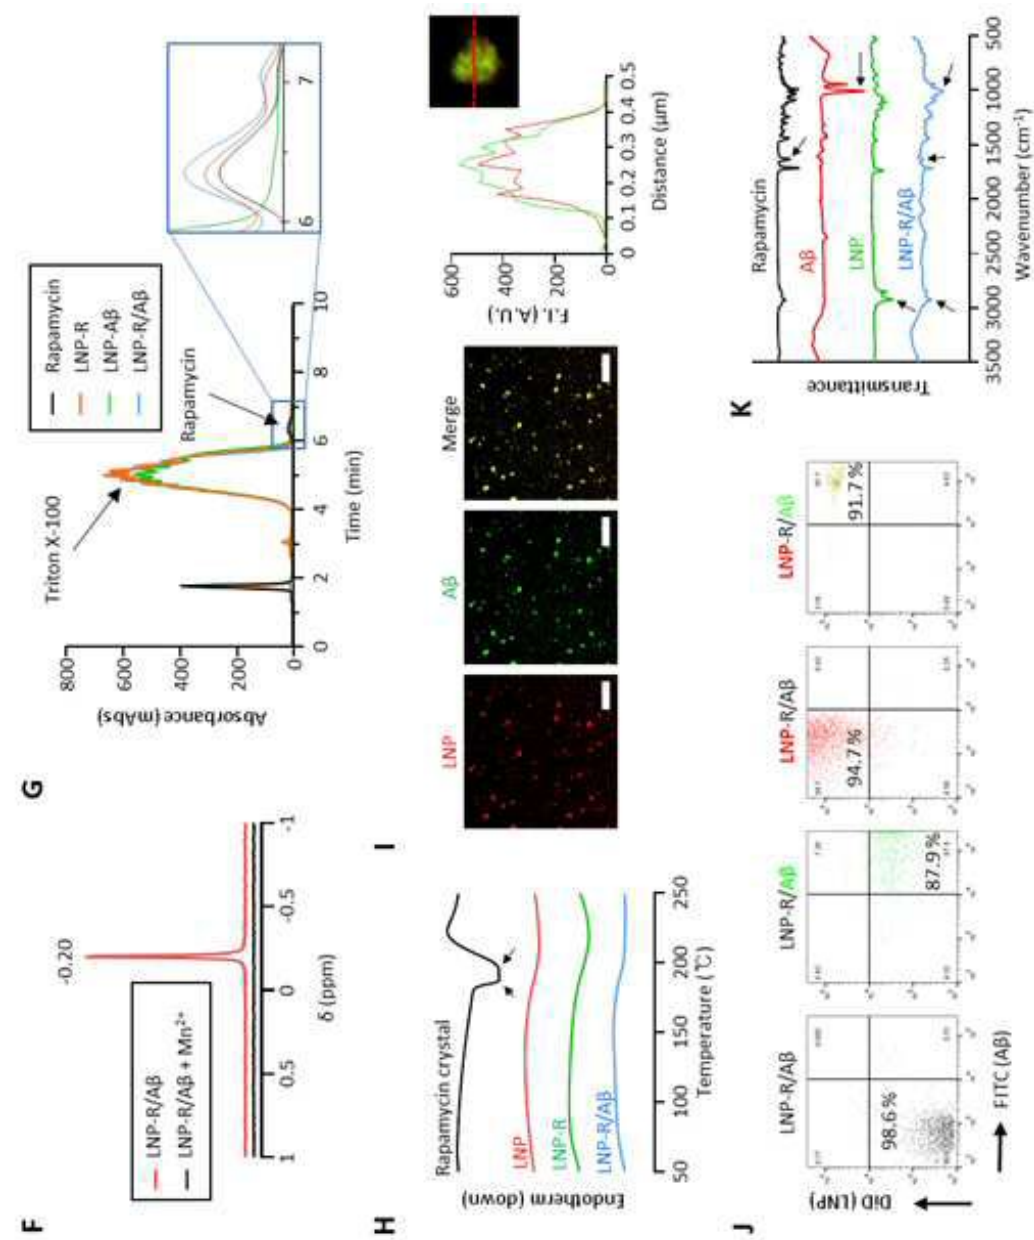 F
-0.20
LNP-R/Aβ
LNP-R/Aβ + Mn²⁺
1
0.5
0
-0.5
-1
δ (ppm)
G
Absorbance (mAbs)
800
600
400
200
0
0
2
4
6
8
10
Time (min)
Triton X-100
Rapamycin
Rapamycin
LNP-R
LNP-Aβ
LNP-R/Aβ
6
7
H
Endotherm (down)
Rapamycin crystal
LNP
LNP-R
LNP-R/Aβ
50
100
150
200
250
Temperature (℃)
I
LNP
Aβ
Merge
F.I. (A.U.)
600
400
200
0
0
0.1
0.2
0.3
0.4
0.5
Distance (μm)
J
DiD (LNP)
FITC (Aβ)
LNP-R/Aβ
98.6 %
LNP-R/Aβ
87.9 %
LNP-R/Aβ
94.7 %
LNP-R/Aβ
91.7 %
K
Transmittance
Rapamycin
Aβ
LNP
LNP-R/Aβ
3500
3000
2500
2000
1500
1000
500
Wavenumber (cm⁻¹)